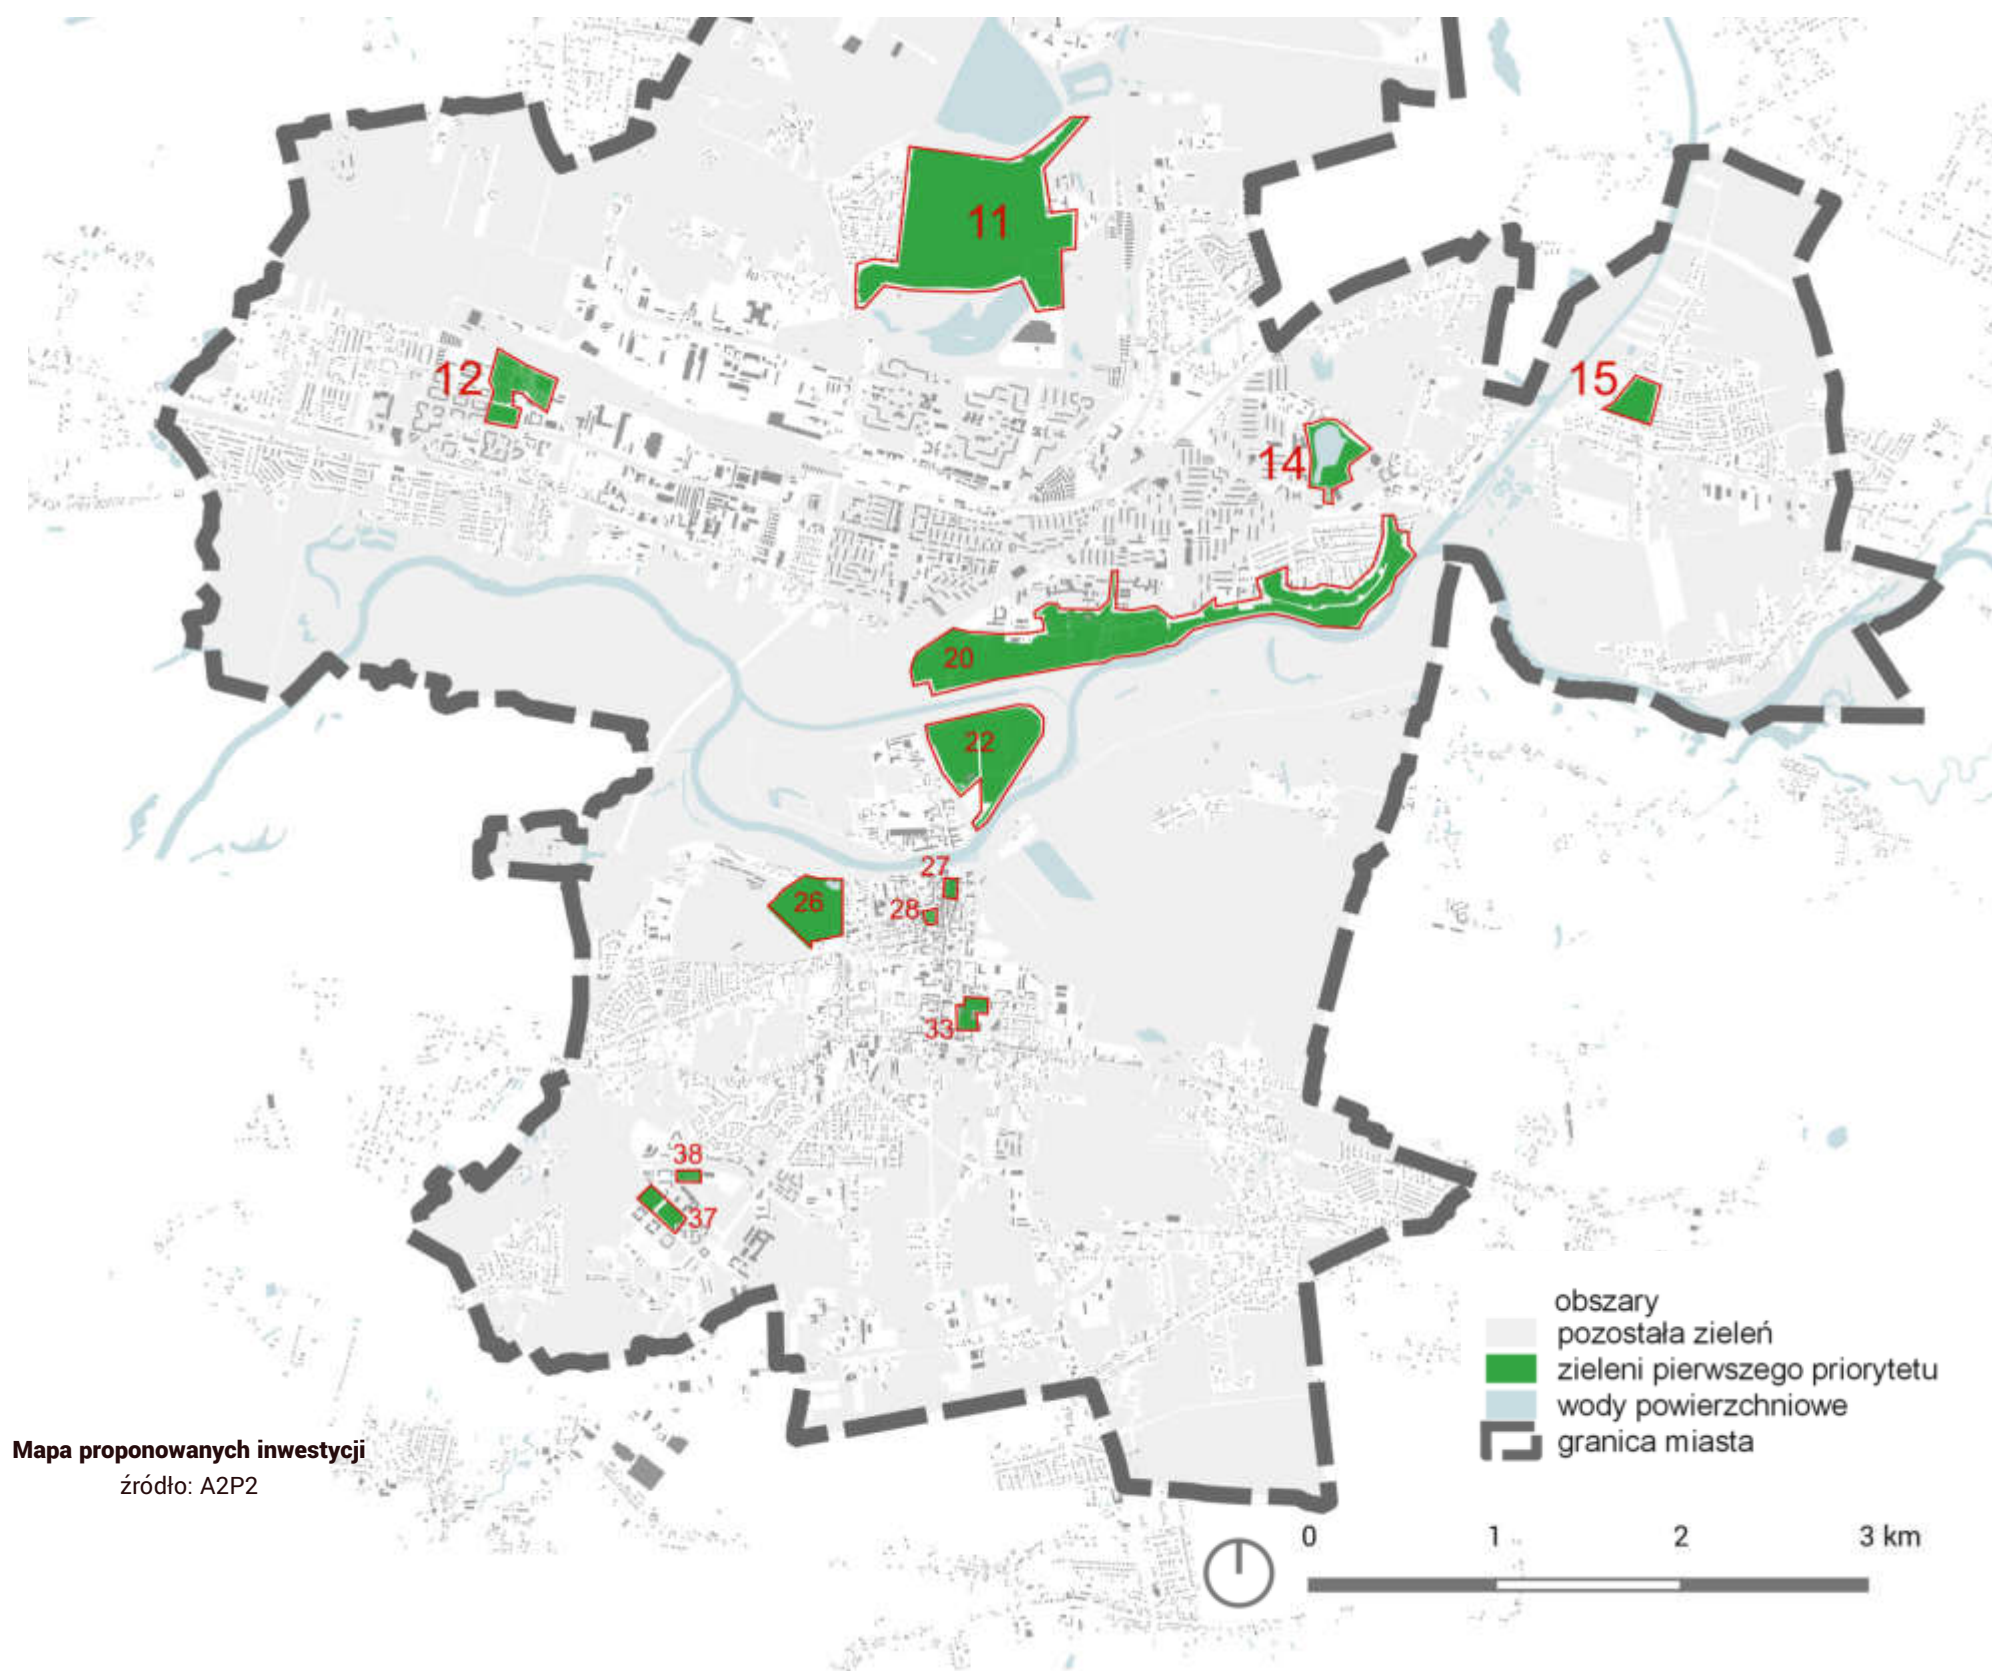 11
12
15
14
20
22
27
26
28
33
38
37
obszary
pozostała zieleń
zieleni pierwszego priorytetu
wody powierzchniowe
granica miasta
Mapa proponowanych inwestycji
źródło: A2P2
0 1 2 3 km